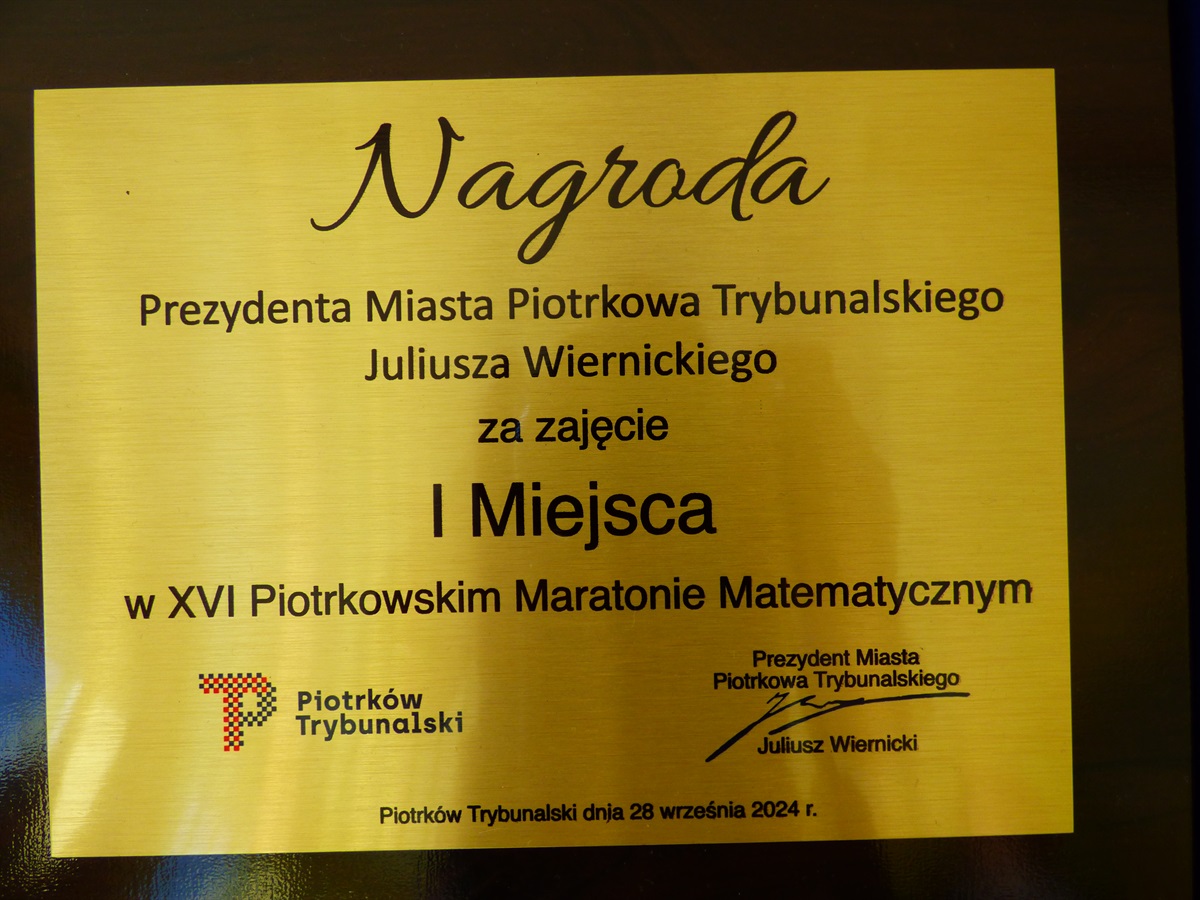 Nagroda
Prezydenta Miasta Piotrkowa Trybunalskiego
Juliusza Wiernickiego
za zajęcie
I Miejsca
w XVI Piotrkowskim Maratonie Matematycznym
TP
Piotrków
Trybunalski
Prezydent Miasta
Piotrkowa Trybunalskiego
Juliusz Wiernicki
Piotrków Trybunalski dnja 28 września 2024 r.